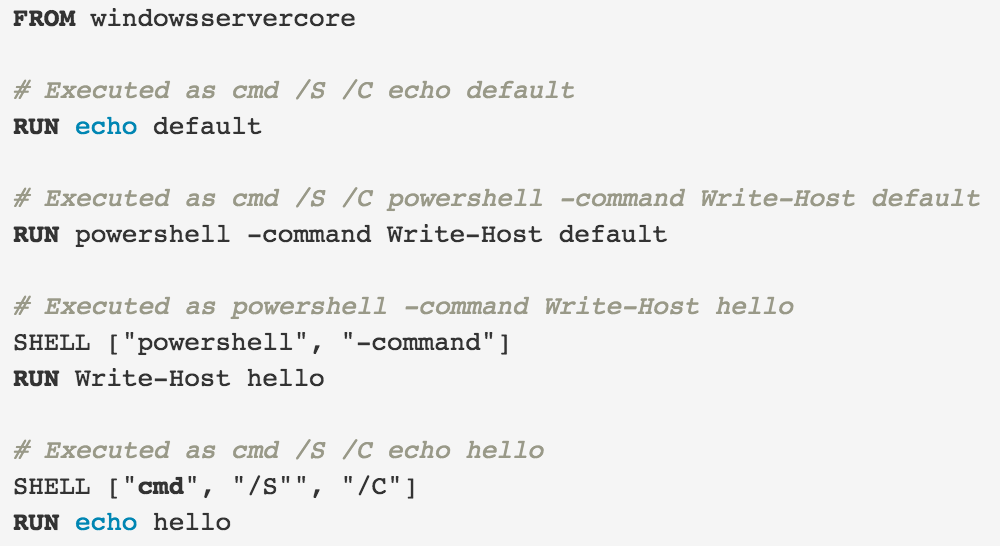 FROM windowsservercore
# Executed as cmd /S /C echo default
RUN echo default
# Executed as cmd /S /C powershell -command Write-Host default
RUN powershell -command Write-Host default
# Executed as powershell -command Write-Host hello
SHELL ["powershell", "-command"]
RUN Write-Host hello
# Executed as cmd /S /C echo hello
SHELL ["cmd", "/S"", "/C"]
RUN echo hello